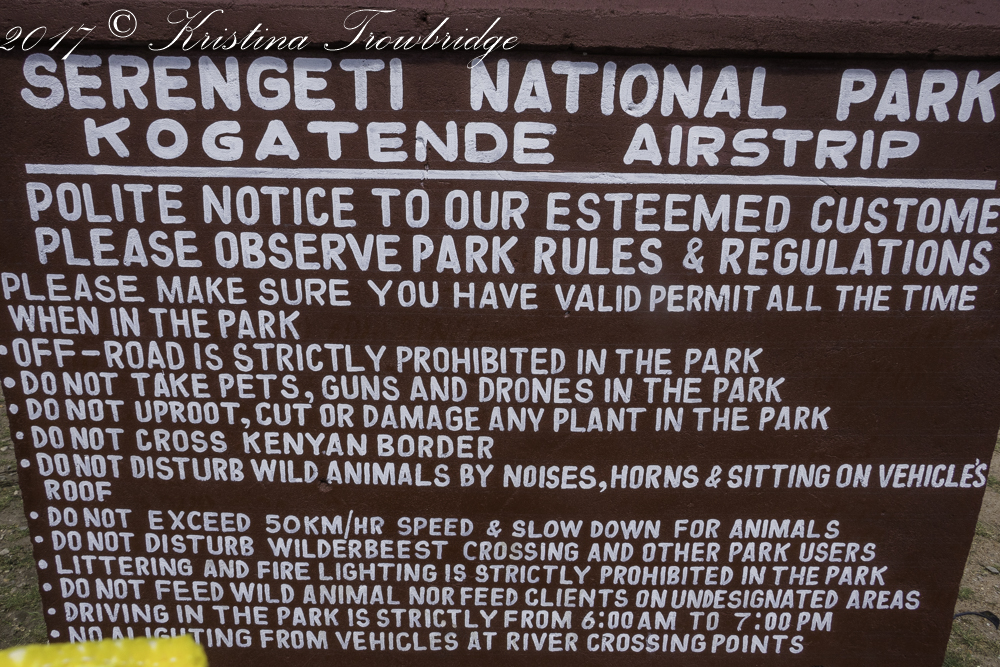 2017 © Kristina Trowbridge
SERENGETI NATIONAL PARK
KOGATENDE AIRSTRIP
POLITE NOTICE TO OUR ESTEEMED CUSTOME
PLEASE OBSERVE PARK RULES & REGULATIONS
PLEASE MAKE SURE YOU HAVE VALID PERMIT ALL THE TIME
WHEN IN THE PARK
•OFF-ROAD IS STRICTLY PROHIBITED IN THE PARK
•DO NOT TAKE PETS, GUNS AND DRONES IN THE PARK
•DO NOT UPROOT, CUT OR DAMAGE ANY PLANT IN THE PARK
•DO NOT CROSS KENYAN BORDER
•DO NOT DISTURB WILD ANIMALS BY NOISES, HORNS & SITTING ON VEHICLE'S
ROOF
•DO NOT EXCEED 50KM/HR SPEED & SLOW DOWN FOR ANIMALS
•DO NOT DISTURB WILDERBEEST CROSSING AND OTHER PARK USERS
•LITTERING AND FIRE LIGHTING IS STRICTLY PROHIBITED IN THE PARK
•DO NOT FEED WILD ANIMAL NOR FEED CLIENTS ON UNDESIGNATED AREAS
•DRIVING IN THE PARK IS STRICTLY FROM 6:00 AM TO 7:00 PM
•NO ALIGHTING FROM VEHICLES AT RIVER CROSSING POINTS